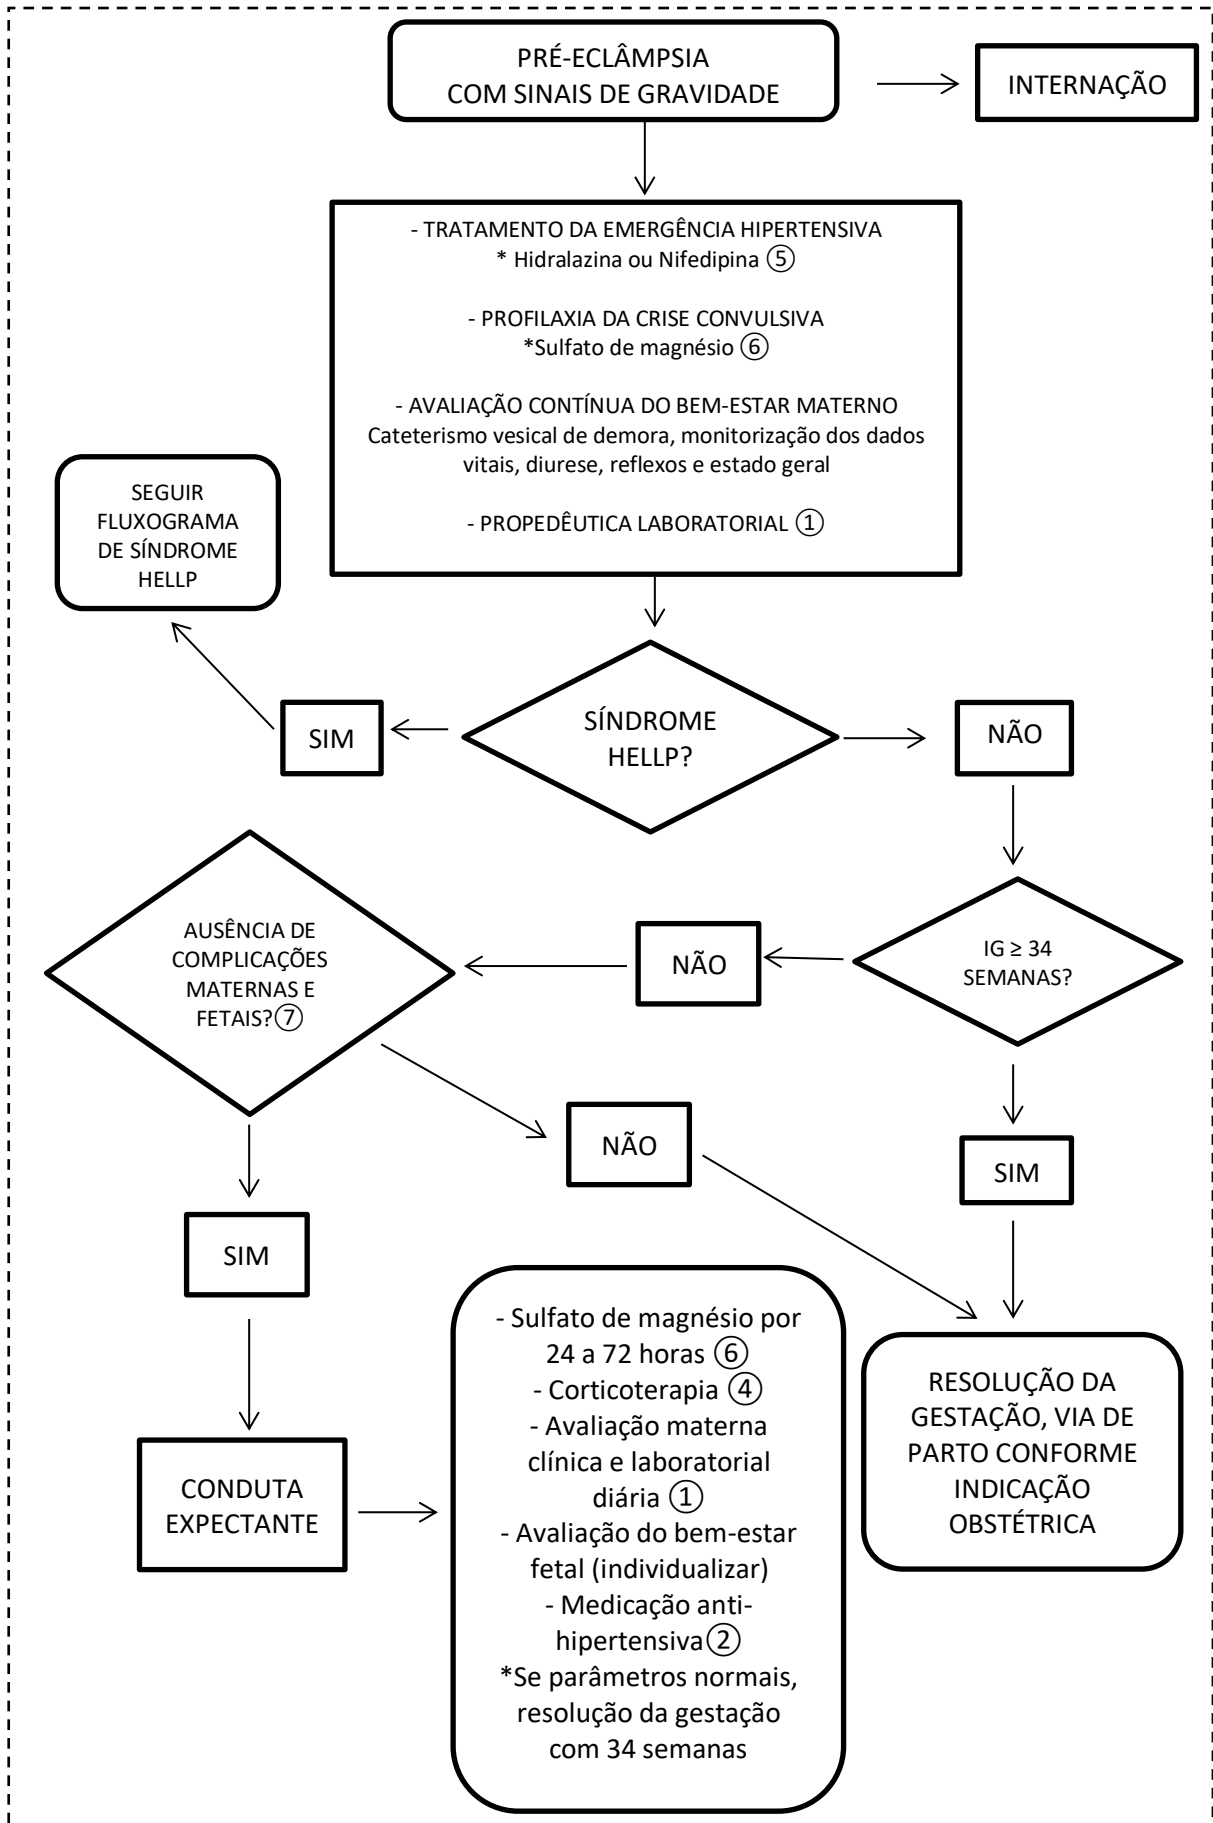 PRÉ-ECLÂMPSIA
COM SINAIS DE GRAVIDADE
INTERNAÇÃO
- TRATAMENTO DA EMERGÊNCIA HIPERTENSIVA
* Hidralazina ou Nifedipina ⑤
- PROFILAXIA DA CRISE CONVULSIVA
*Sulfato de magnésio ⑥
- AVALIAÇÃO CONTÍNUA DO BEM-ESTAR MATERNO
Cateterismo vesical de demora, monitorização dos dados
vitais, diurese, reflexos e estado geral
- PROPEDÊUTICA LABORATORIAL ①
SEGUIR
FLUXOGRAMA
DE SÍNDROME
HELLP
SÍNDROME
HELLP?
SIM
NÃO
IG ≥ 34
SEMANAS?
NÃO
AUSÊNCIA DE
COMPLICAÇÕES
MATERNAS E
FETAIS?⑦
NÃO
SIM
SIM
CONDUTA
EXPECTANTE
- Sulfato de magnésio por
24 a 72 horas ⑥
- Corticoterapia ④
- Avaliação materna
clínica e laboratorial
diária ①
- Avaliação do bem-estar
fetal (individualizar)
- Medicação anti-
hipertensiva②
*Se parâmetros normais,
resolução da gestação
com 34 semanas
RESOLUÇÃO DA
GESTAÇÃO, VIA DE
PARTO CONFORME
INDICAÇÃO
OBSTÉTRICA